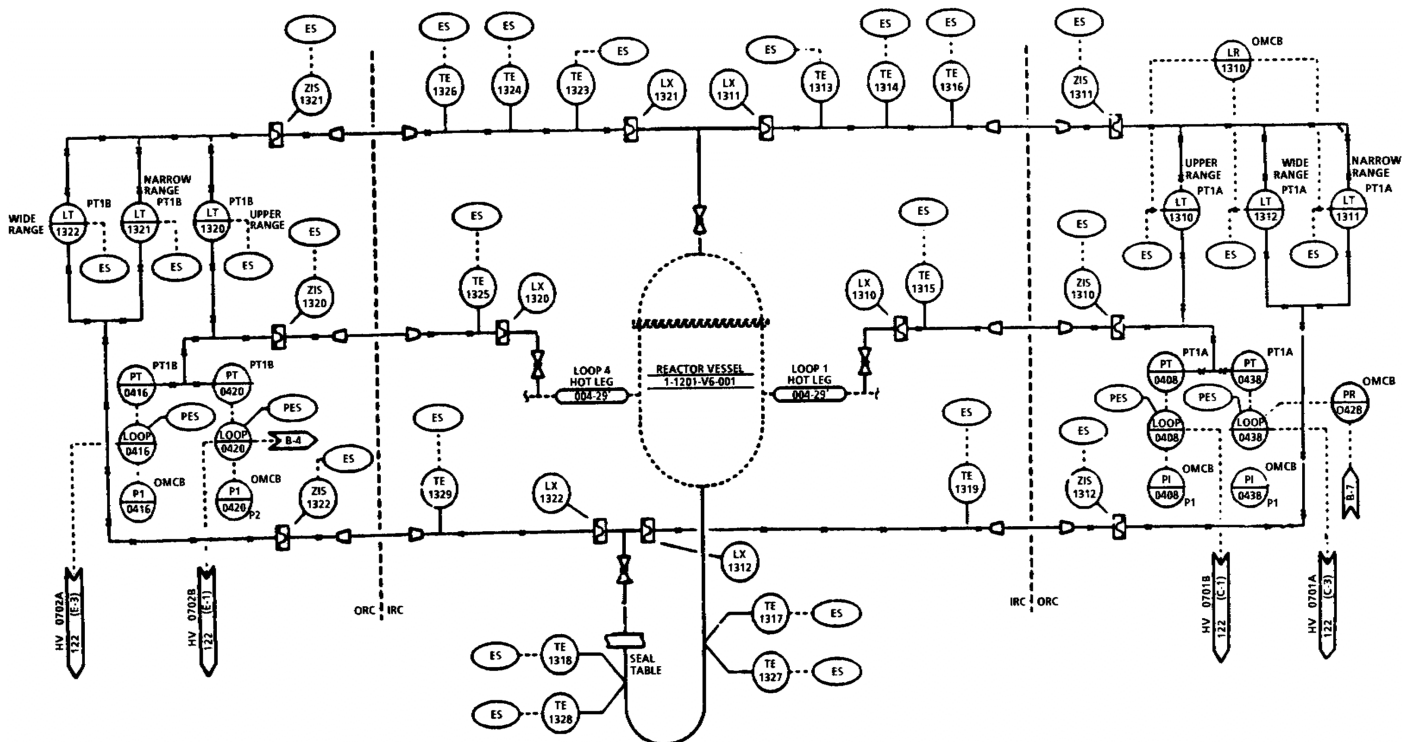 ES
ES
ES
ES
ES
ES
ES
ES
LR
1310
OMCB
ZIS
1321
TE
1326
TE
1324
TE
1323
LX
1321
LX
1311
TE
1313
TE
1314
TE
1316
ZIS
1311
WIDE
RANGE
LT
1322
PT1B
NARROW
RANGE
PT1B
LT
1321
PT1B
LT
1320
UPPER
RANGE
ES
ES
ES
UPPER
RANGE
PT1A
LT
1310
WIDE
RANGE
PT1A
LT
1312
NARROW
RANGE
PT1A
LT
1311
ES
ES
ES
ES
ZIS
1320
ES
TE
1325
LX
1320
LX
1310
ES
TE
1315
ES
ZIS
1310
REACTOR VESSEL
1-1201-V6-001
LOOP 4
HOT LEG
004-29"
LOOP 1
HOT LEG
004-29"
PT
0416
PT1B
PT
0420
PT1B
PES
PES
LOOP
0416
LOOP
0420
B-4
P1
0416
OMCB
P1
0420
OMCB
P2
ES
ZIS
1322
ES
TE
1329
LX
1322
LX
1312
ES
TE
1319
ES
ZIS
1312
PT
0408
PT1A
PT
0438
PT1A
PES
PES
LOOP
0408
LOOP
0438
PR
0428
OMCB
PI
0408
OMCB
P1
PI
0438
OMCB
P1
B-7
HV 0702A
(E-3)
122
HV 0702B
(E-1)
122
ORC
IRC
IRC
ORC
HV 0701B
(C-1)
122
HV 0701A
(C-3)
122
SEAL
TABLE
ES
TE
1318
ES
TE
1328
TE
1317
ES
TE
1327
ES